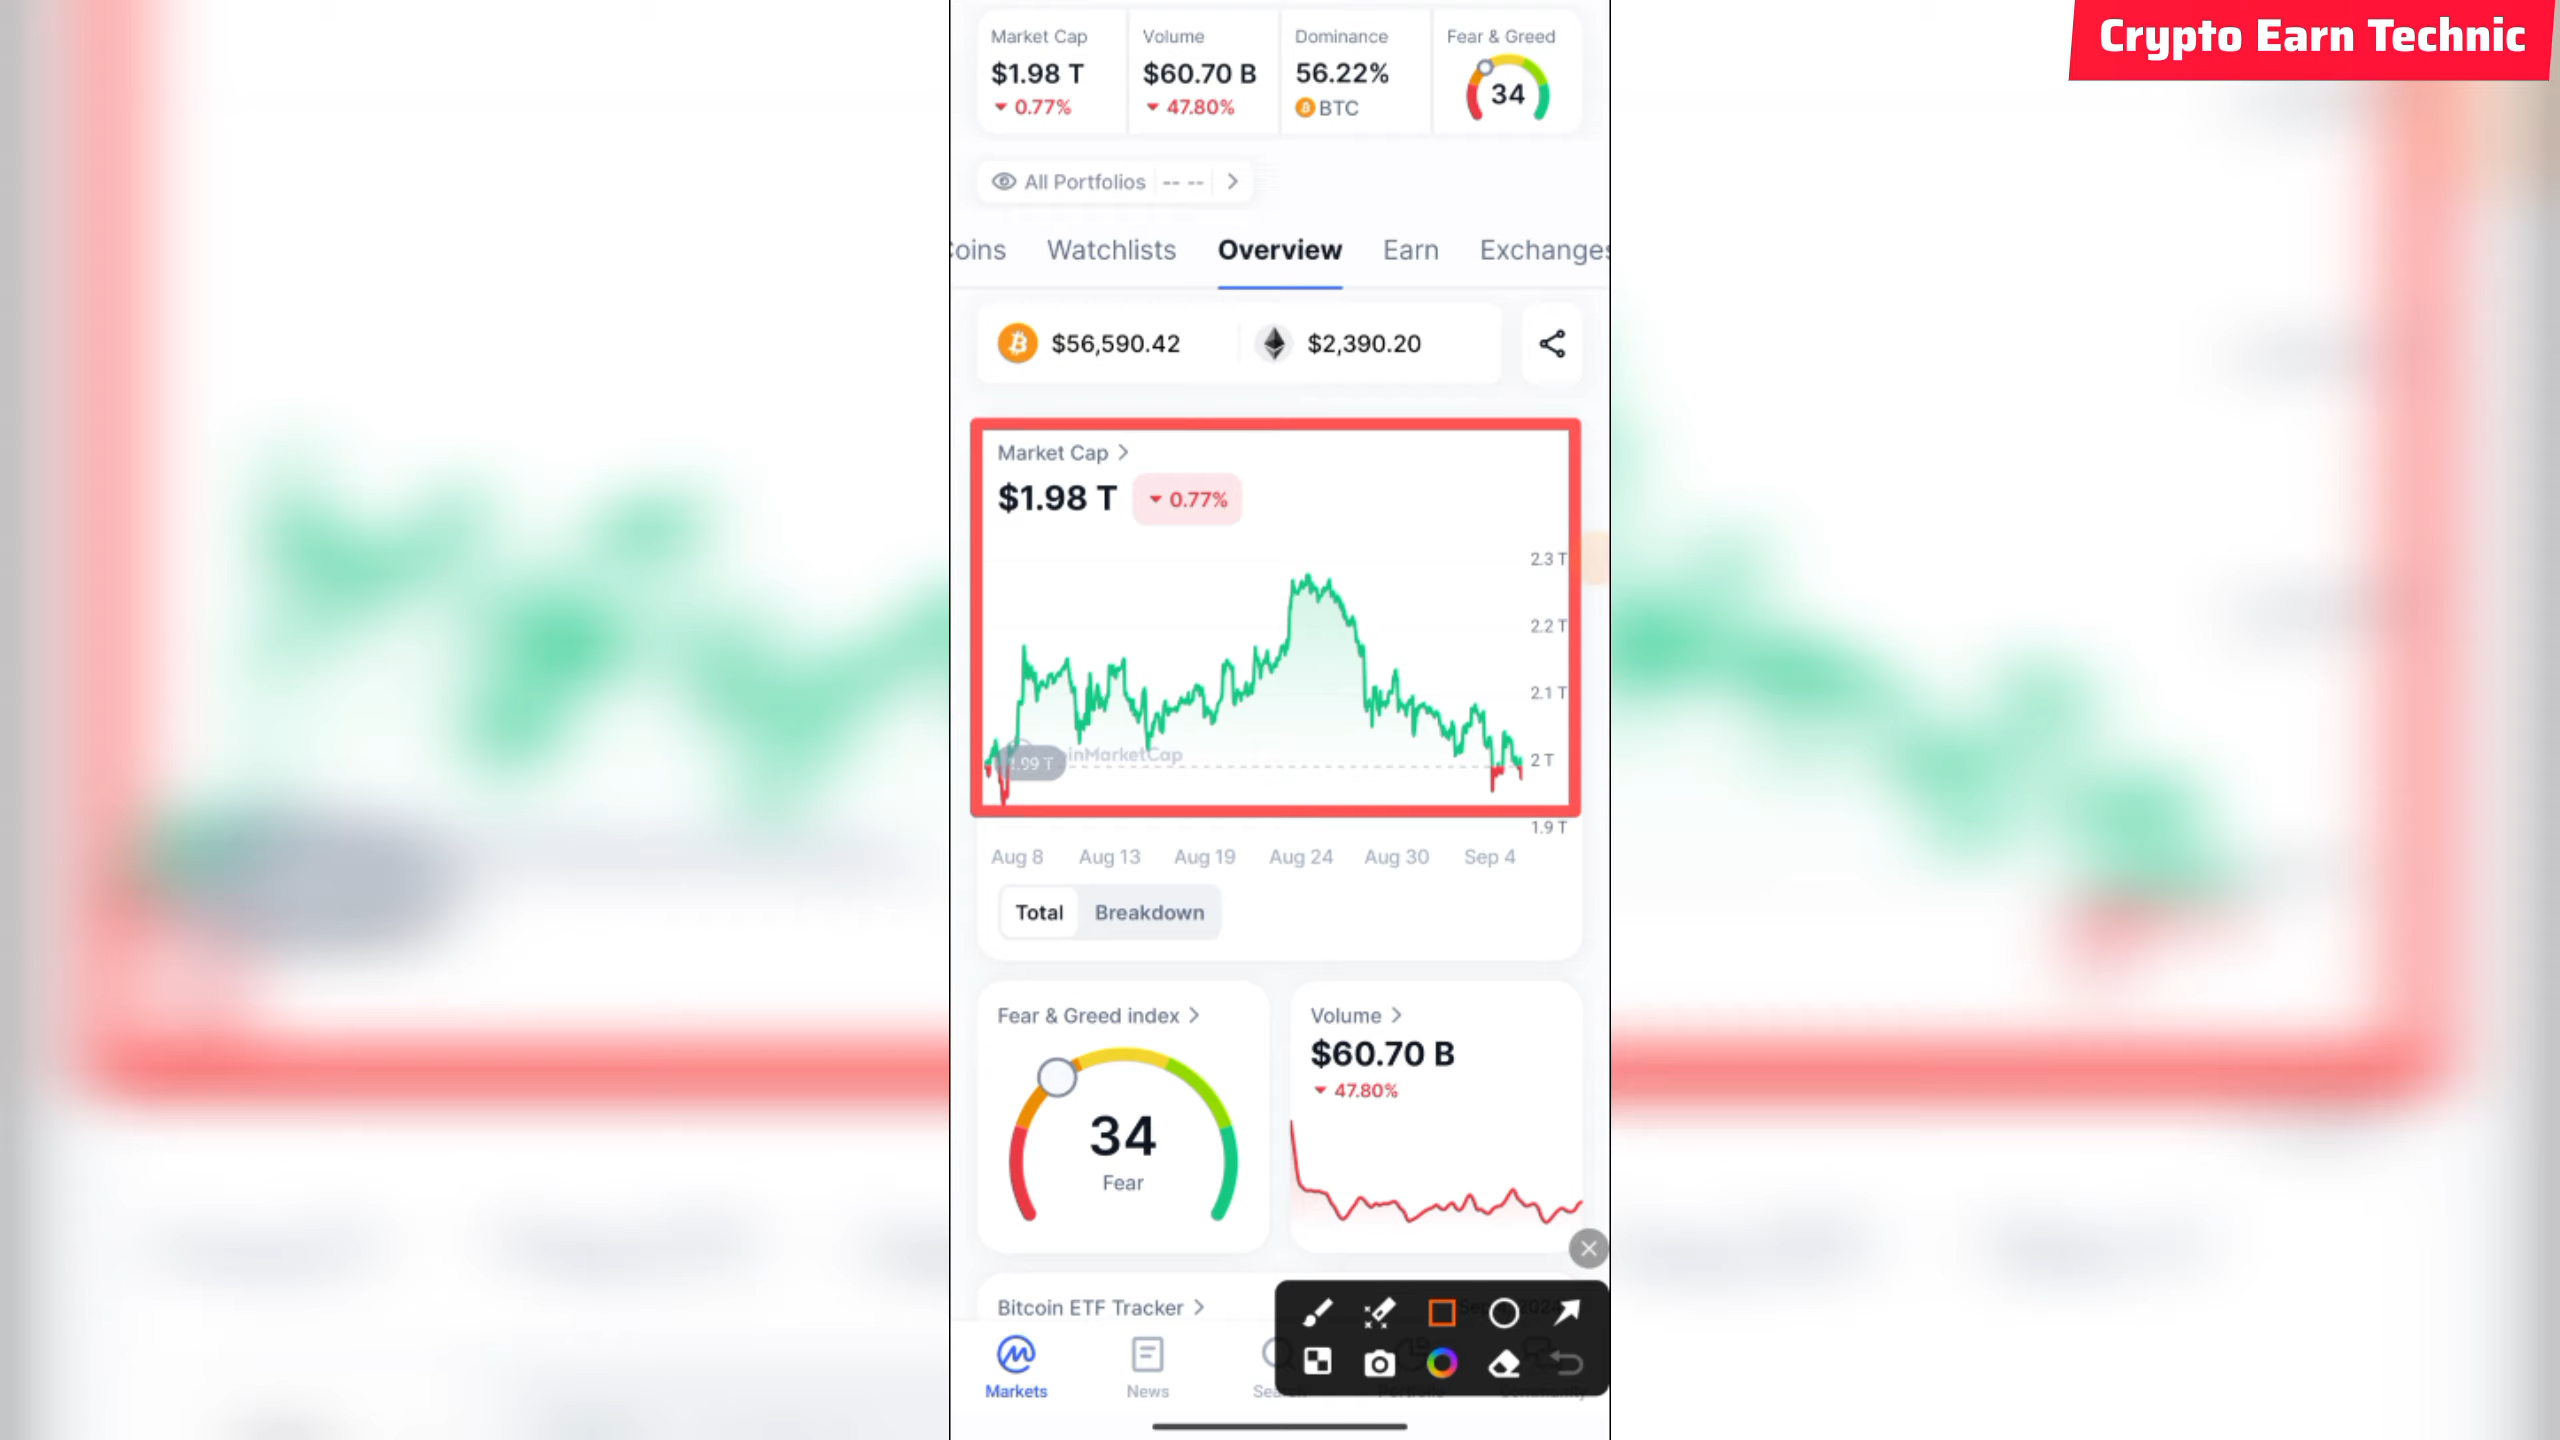 Crypto Earn Technic
Market Cap
Volume
Dominance
Fear & Greed
$1.98 T
$60.70 B
56.22%
34
0.77%
47.80%
BTC
All Portfolios -- --
oins
Watchlists
Overview
Earn
Exchanges
$56,590.42
$2,390.20
Market Cap
$1.98 T
0.77%
2.3 T
2.2 T
2.1 T
2 T
1.9 T
.99 T
inMarketCap
Aug 8
Aug 13
Aug 19
Aug 24
Aug 30
Sep 4
Total
Breakdown
Fear & Greed index
34
Fear
Volume
$60.70 B
47.80%
Bitcoin ETF Tracker
Markets
News